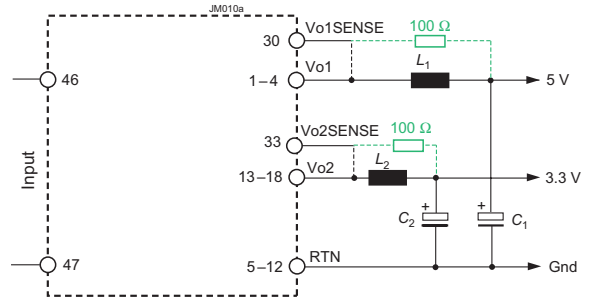 JM010a
30
Vo1SENSE
100 Ω
L1
46
1–4
Vo1
5 V
33
Vo2SENSE
100 Ω
L2
Input
13–18
Vo2
3.3 V
+
C2
+
C1
47
5–12
RTN
Gnd